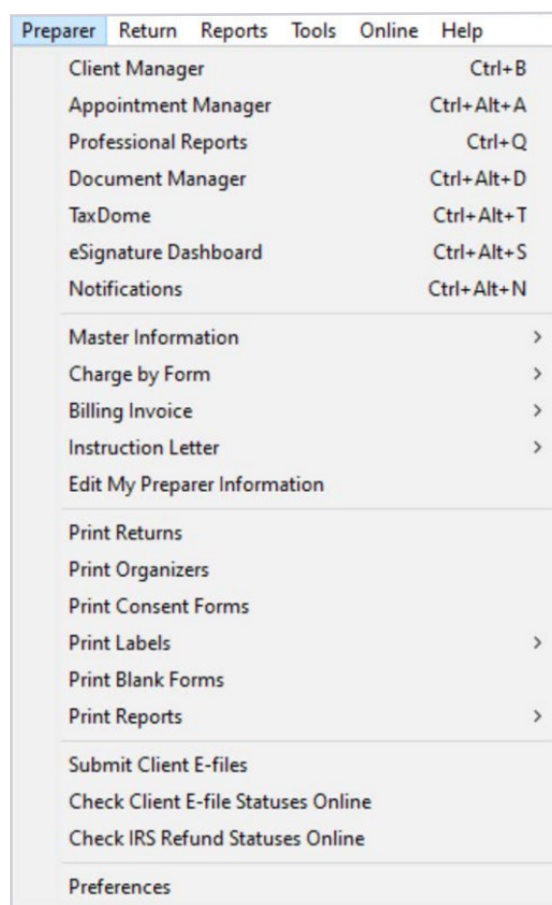 Preparer Return Reports Tools Online Help
Client Manager Ctrl+B
Appointment Manager Ctrl+Alt+A
Professional Reports Ctrl+Q
Document Manager Ctrl+Alt+D
TaxDome Ctrl+Alt+T
eSignature Dashboard Ctrl+Alt+S
Notifications Ctrl+Alt+N
Master Information >
Charge by Form >
Billing Invoice >
Instruction Letter >
Edit My Preparer Information
Print Returns
Print Organizers
Print Consent Forms
Print Labels >
Print Blank Forms
Print Reports >
Submit Client E-files
Check Client E-file Statuses Online
Check IRS Refund Statuses Online
Preferences